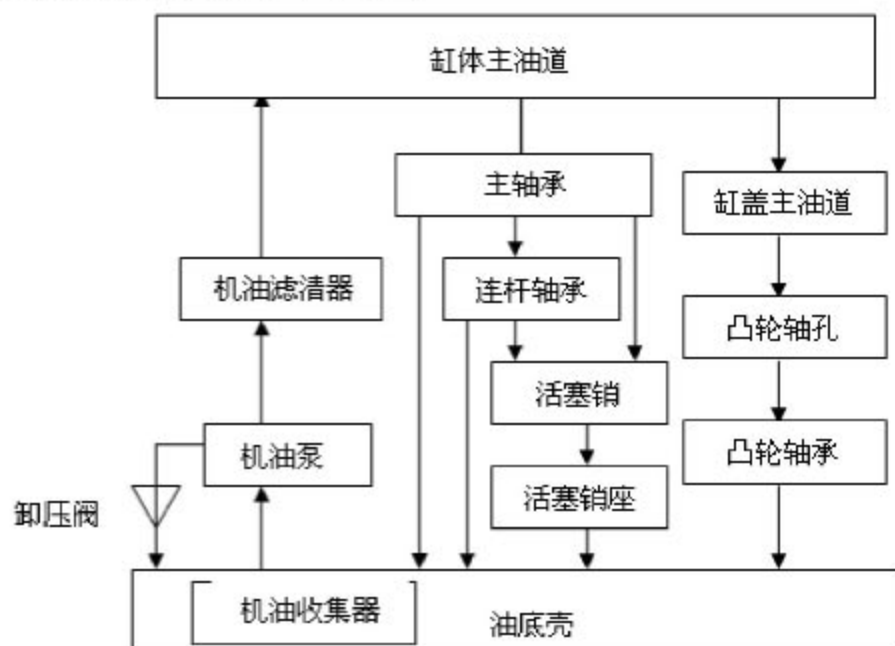 缸体主油道
主轴承
缸盖主油道
机油滤清器
连杆轴承
凸轮轴孔
活塞销
机油泵
凸轮轴承
卸压阀
活塞销座
机油收集器
油底壳